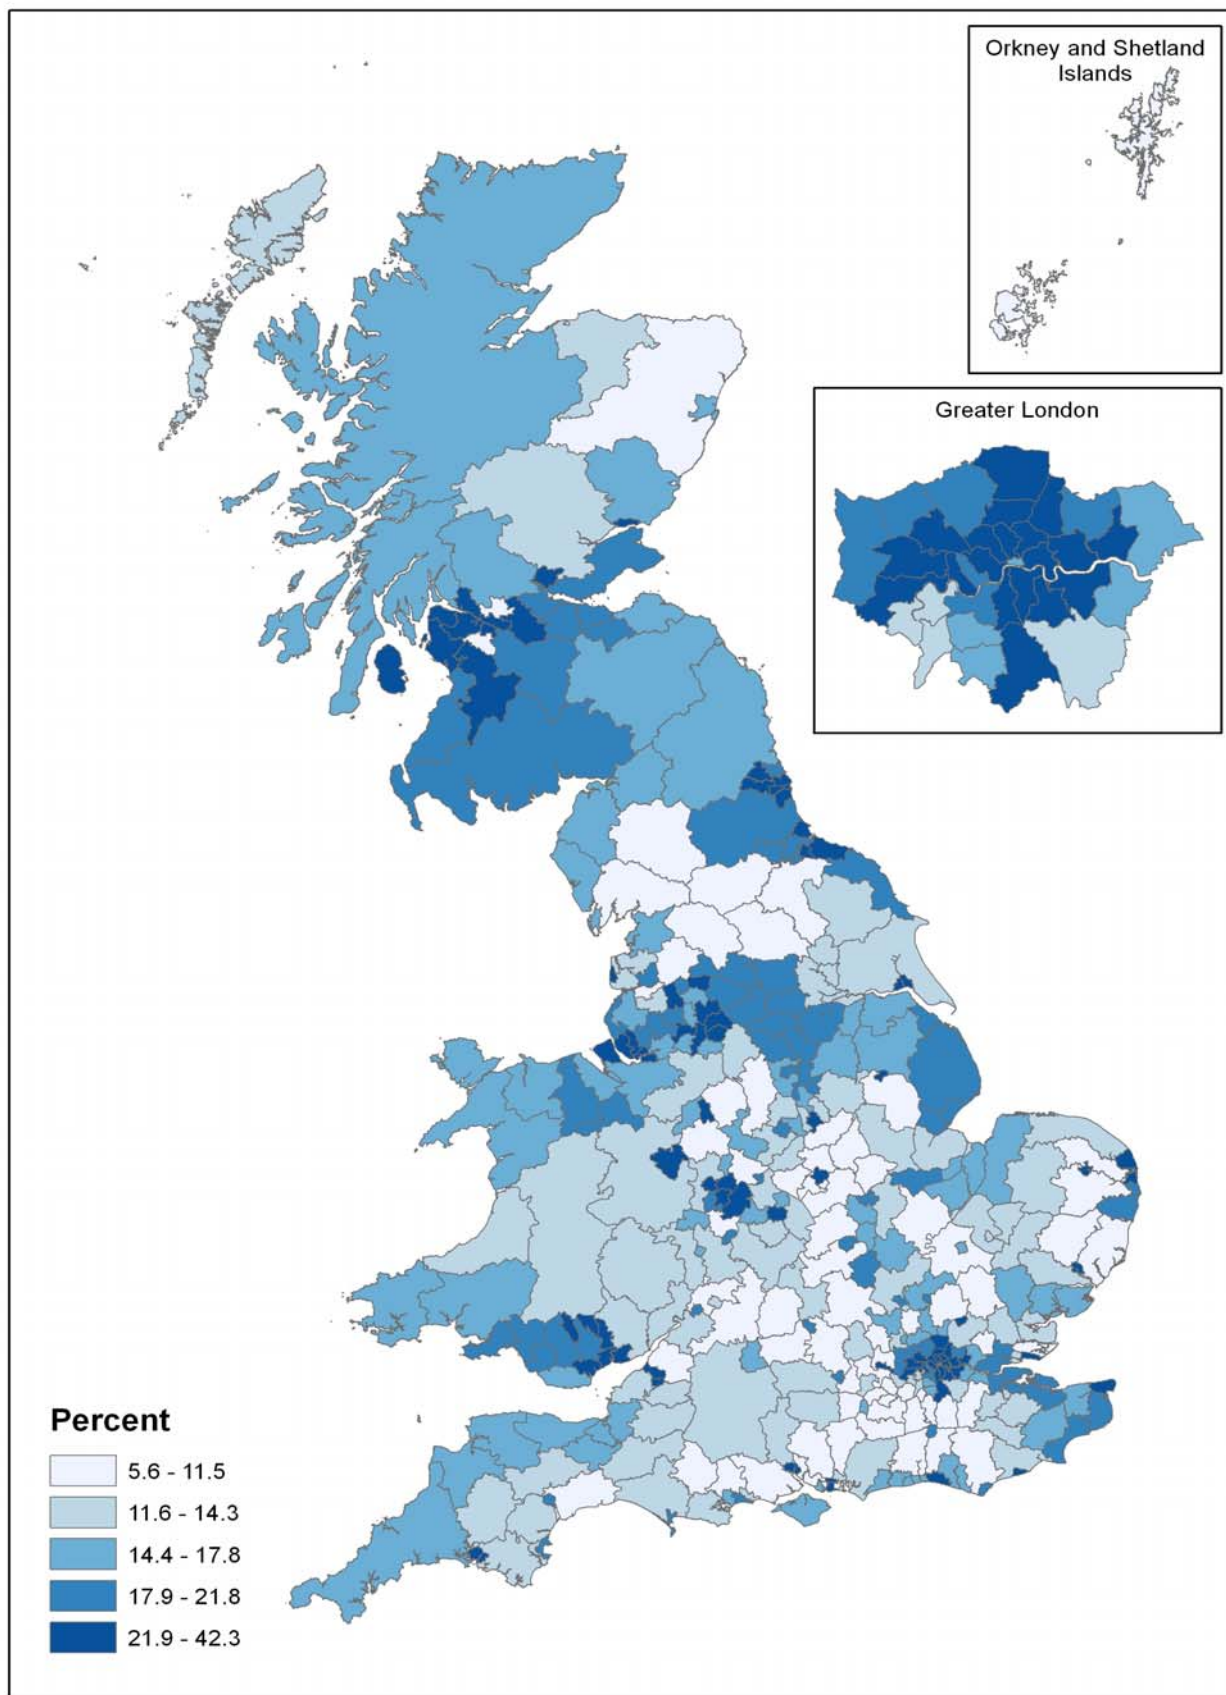 Orkney and Shetland
Islands
Greater London
Percent
5.6 - 11.5
11.6 - 14.3
14.4 - 17.8
17.9 - 21.8
21.9 - 42.3